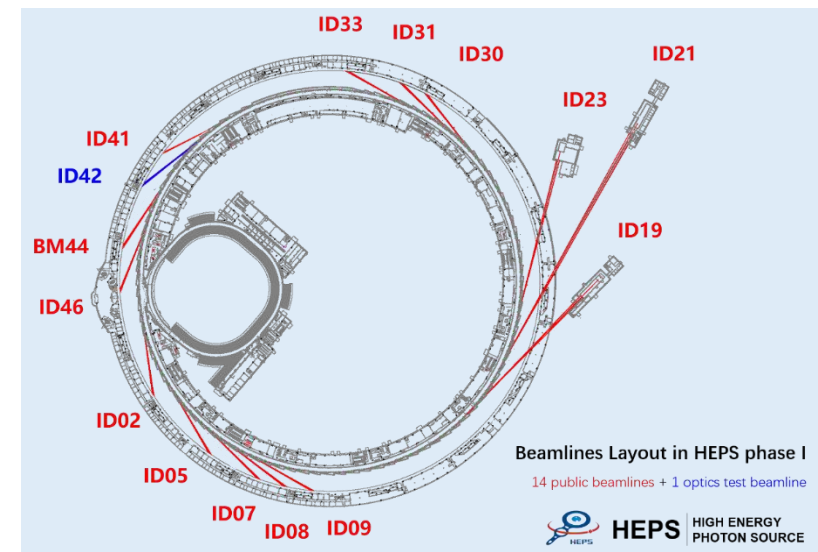 ID33
ID31
ID30
ID21
ID23
ID41
ID42
ID19
BM44
ID46
ID02
ID05
ID07
ID08
ID09
Beamlines Layout in HEPS phase I
14 public beamlines + 1 optics test beamline
HEPS
HEPS
HIGH ENERGY
PHOTON SOURCE